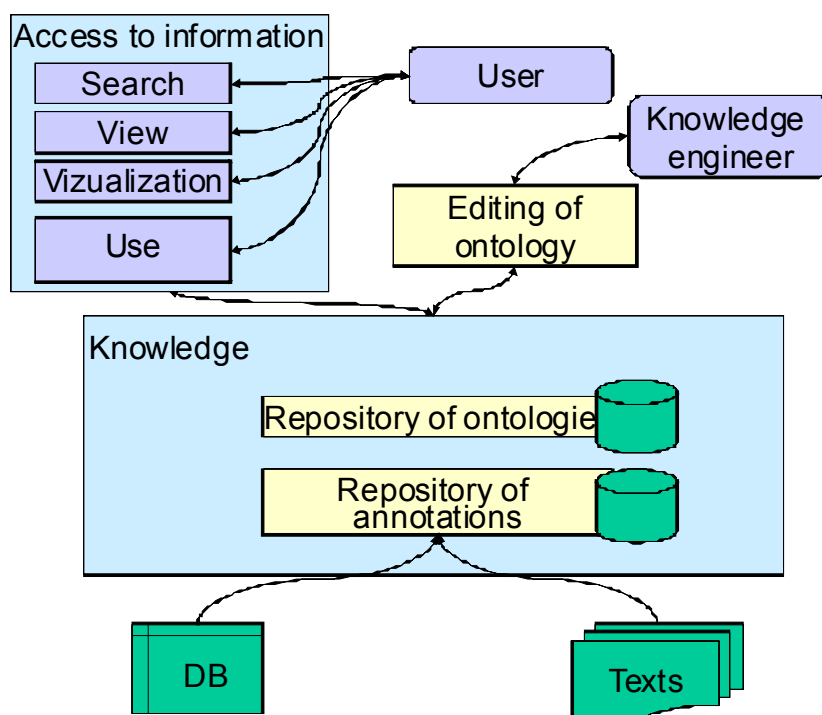 Access to information
Search
View
Vizualization
Use
User
Knowledge
engineer
Editing of
ontology
Knowledge
Repository of ontologie
Repository of
annotations
DB
Texts